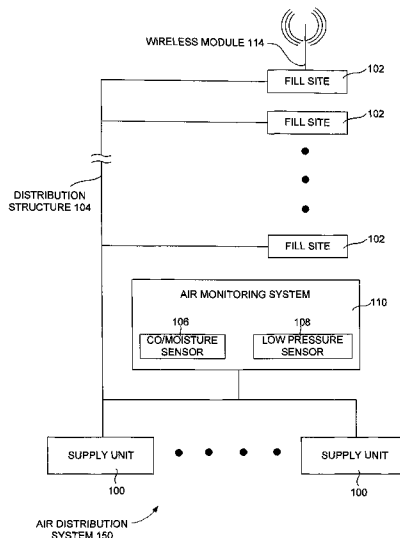 WIRELESS MODULE 114
FILL SITE
102
FILL SITE
102
DISTRIBUTION
STRUCTURE 104
FILL SITE
102
AIR MONITORING SYSTEM
110
106
CO/MOISTURE
SENSOR
108
LOW PRESSURE
SENSOR
SUPPLY UNIT
SUPPLY UNIT
100
100
AIR DISTRIBUTION
SYSTEM 150